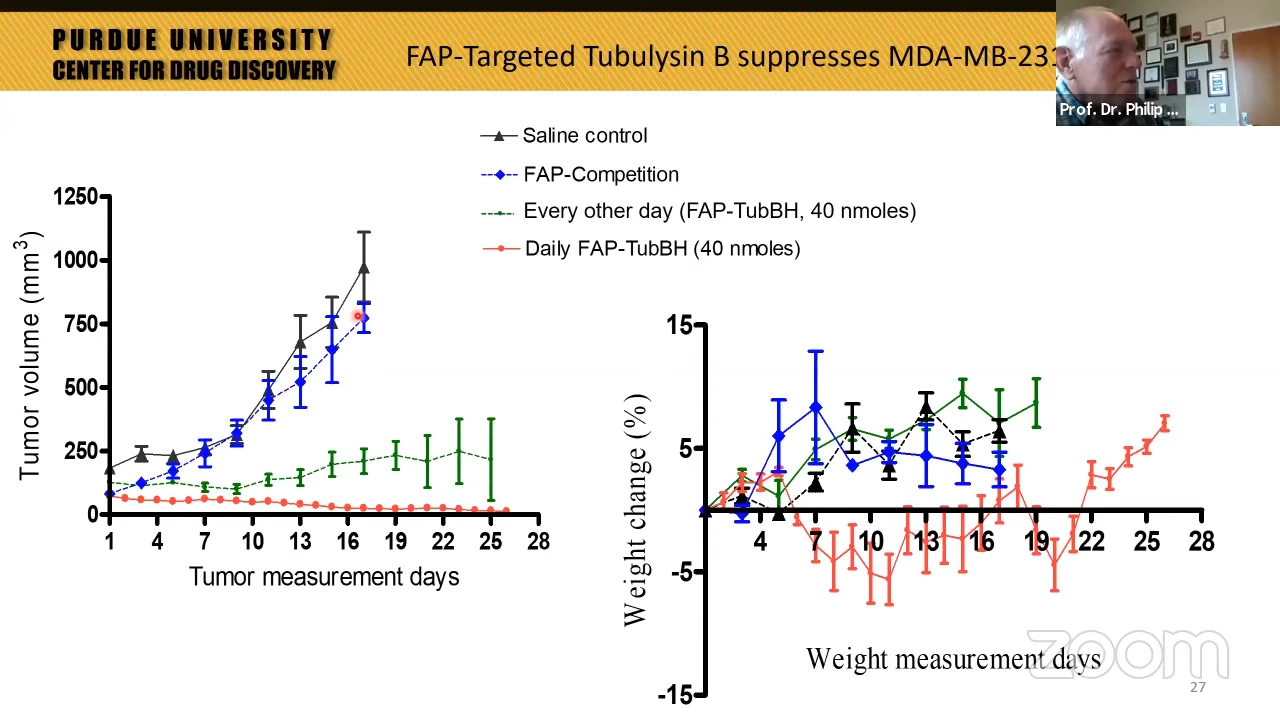 PURDUE UNIVERSITY
CENTER FOR DRUG DISCOVERY
FAP-Targeted Tubulysin B suppresses MDA-MB-231
Prof. Dr. Philip ...
Saline control
FAP-Competition
Every other day (FAP-TubBH, 40 nmoles)
Daily FAP-TubBH (40 nmoles)
Tumor volume (mm³)
1250
1000
750
500
250
0
1 4 7 10 13 16 19 22 25 28
Tumor measurement days
Weight change (%)
15
5
-5
-15
4 7 10 13 16 19 22 25 28
Weight measurement days
zoom
27